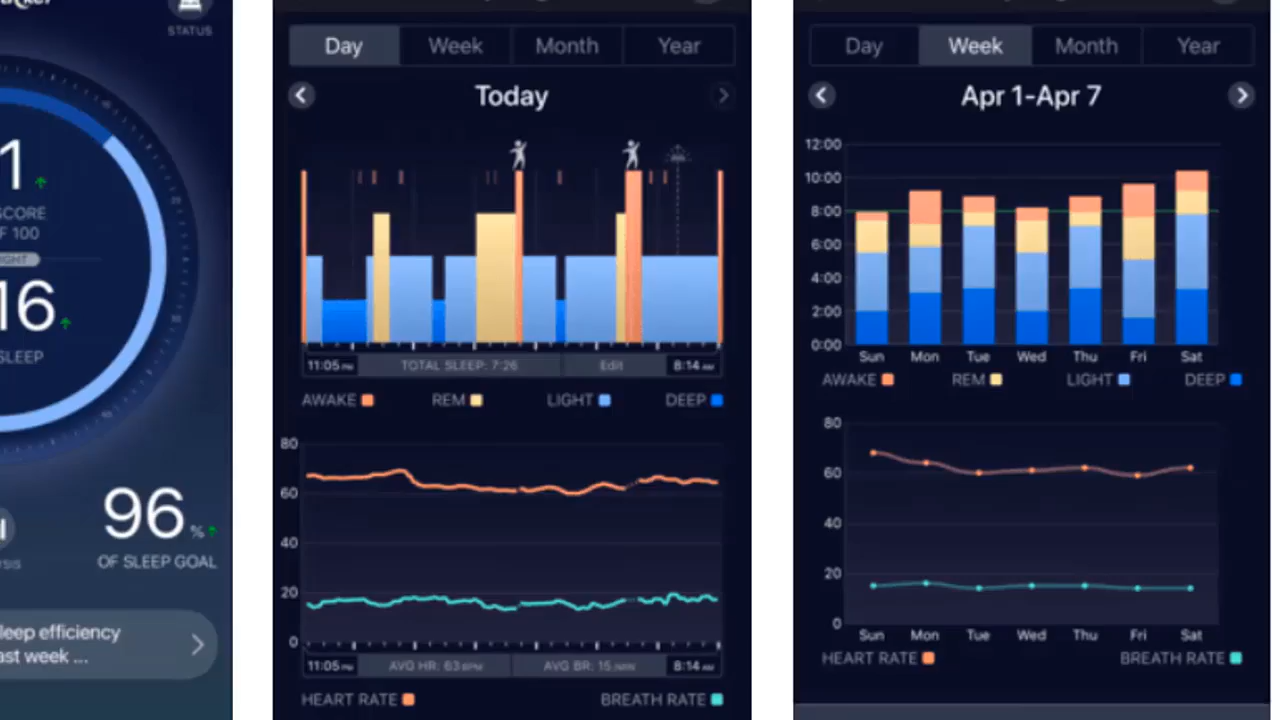 STATUS
1
SCORE
F 100
16
SLEEP
96 %
OF SLEEP GOAL
leep efficiency
ast week ...
Day Week Month Year
Today
11:05 PM TOTAL SLEEP: 7:26 Edit 8:14 AM
AWAKE REM LIGHT DEEP
80
60
40
20
0
11:05 PM AVG HR: 63 BPM AVG BR: 15 /MIN 8:14 AM
HEART RATE BREATH RATE
Day Week Month Year
Apr 1-Apr 7
12:00
10:00
8:00
6:00
4:00
2:00
0:00
Sun Mon Tue Wed Thu Fri Sat
AWAKE REM LIGHT DEEP
80
60
40
20
0
Sun Mon Tue Wed Thu Fri Sat
HEART RATE BREATH RATE